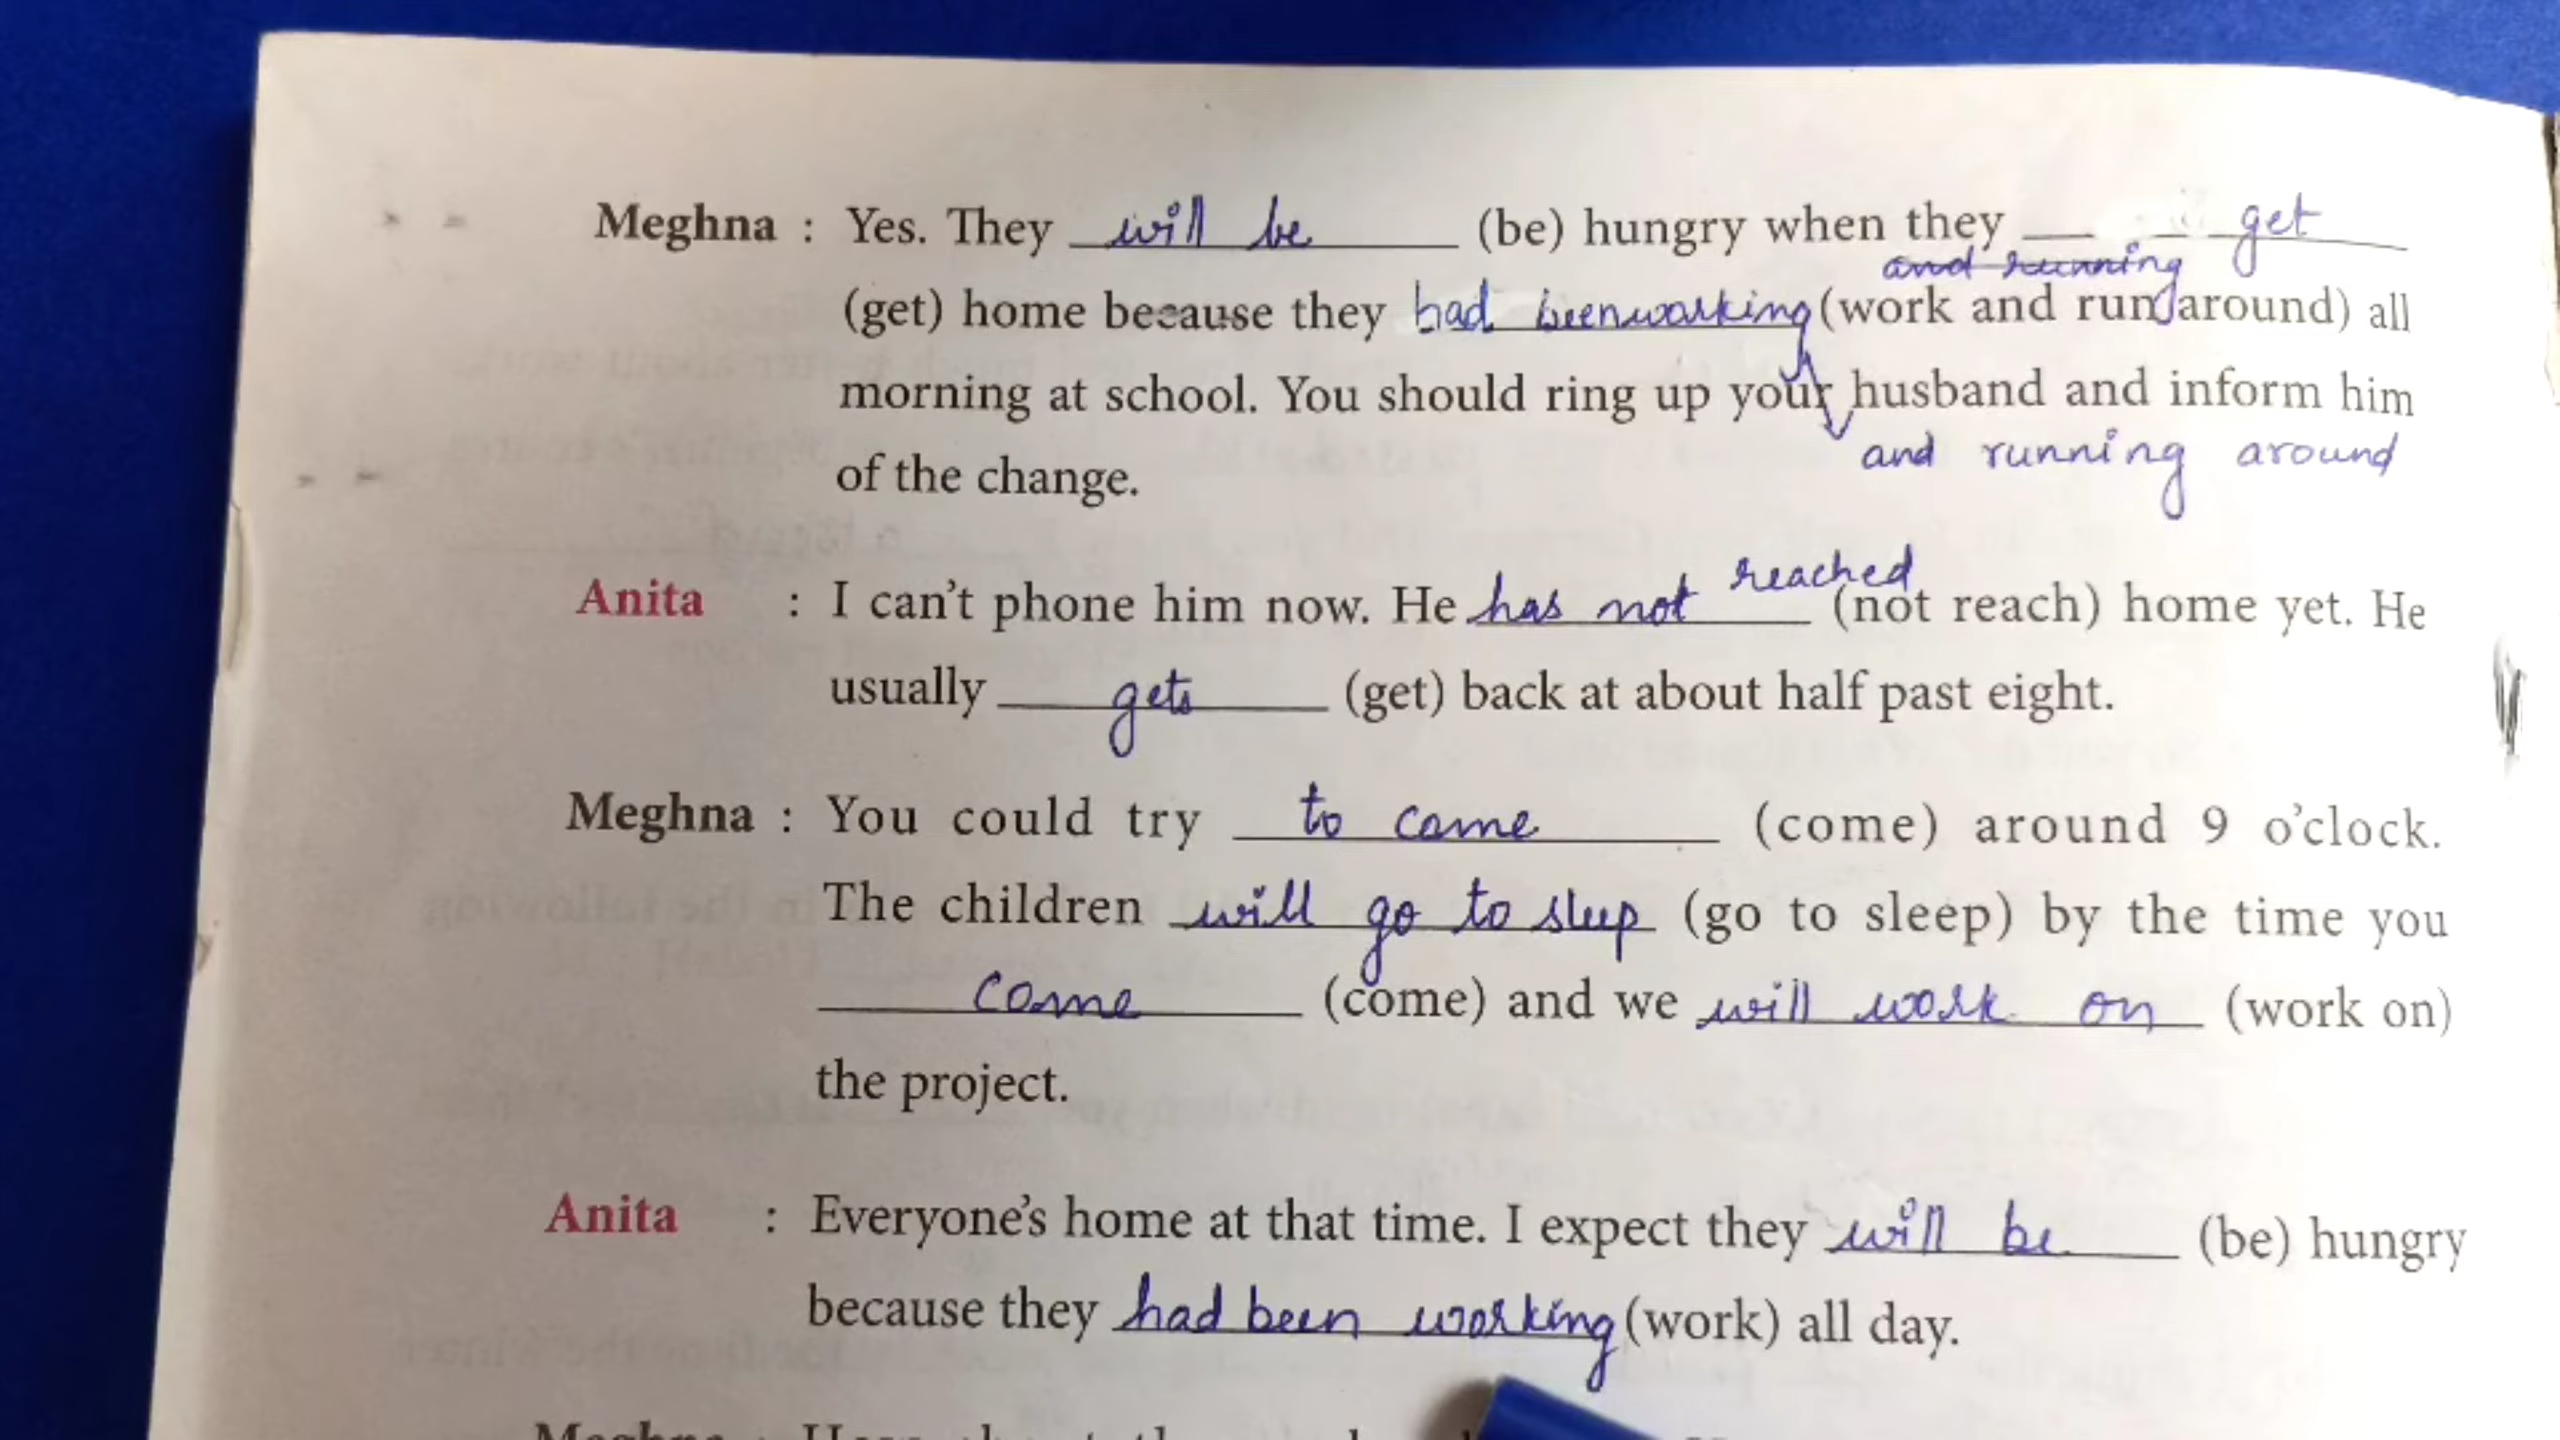 Meghna : Yes. They will be (be) hungry when they get
and running
(get) home because they had been working (work and run around) all
morning at school. You should ring up your husband and inform him
and running around
of the change.
reached
Anita : I can't phone him now. He has not (not reach) home yet. He
usually gets (get) back at about half past eight.
Meghna : You could try to come (come) around 9 o'clock.
The children will go to sleep (go to sleep) by the time you
come (come) and we will work on (work on)
the project.
Anita : Everyone's home at that time. I expect they will be (be) hungry
because they had been working (work) all day.
Meghna :